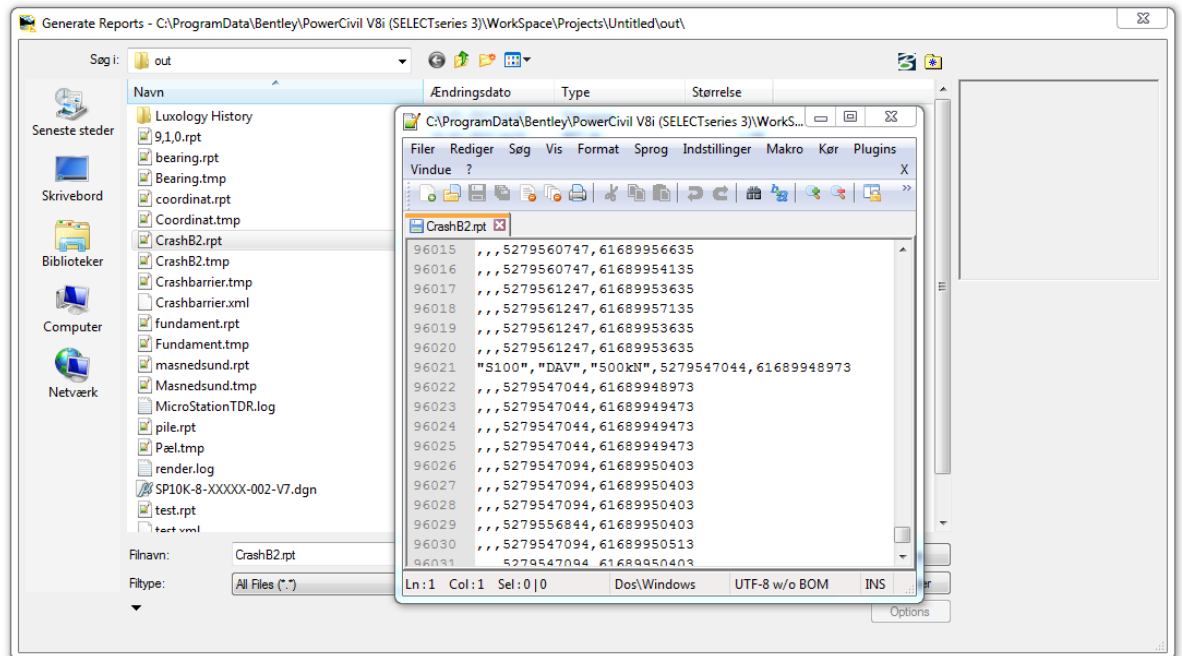 Generate Reports - C:\ProgramData\Bentley\PowerCivil V8i (SELECTseries 3)\WorkSpace\Projects\Untitled\out\
Søg i: out
Seneste steder
Skrivebord
Biblioteker
Computer
Netværk
Navn Ændringsdato Type Størrelse
Luxology History
9,1,0.rpt
bearing.rpt
Bearing.tmp
coordinat.rpt
Coordinat.tmp
CrashB2.rpt
CrashB2.tmp
Crashbarrier.tmp
Crashbarrier.xml
fundament.rpt
Fundament.tmp
masnedsund.rpt
Masnedsund.tmp
MicroStationTDR.log
pile.rpt
Pæl.tmp
render.log
SP10K-8-XXXXX-002-V7.dgn
test.rpt
test.xml
Filnavn: CrashB2.rpt
Filtype: All Files (*.*)
Options
C:\ProgramData\Bentley\PowerCivil V8i (SELECTseries 3)\WorkS...
Filer Rediger Søg Vis Format Sprog Indstillinger Makro Kør Plugins
Vindue ? X
CrashB2.rpt
96015 ,,,5279560747,61689956635
96016 ,,,5279560747,61689954135
96017 ,,,5279561247,61689953635
96018 ,,,5279561247,61689957135
96019 ,,,5279561247,61689953635
96020 ,,,5279561247,61689953635
96021 "S100","DAV","500kN",5279547044,61689948973
96022 ,,,5279547044,61689948973
96023 ,,,5279547044,61689949473
96024 ,,,5279547044,61689949473
96025 ,,,5279547044,61689949473
96026 ,,,5279547094,61689950403
96027 ,,,5279547094,61689950403
96028 ,,,5279547094,61689950403
96029 ,,,5279556844,61689950403
96030 ,,,5279547094,61689950513
96031 ,,,5279547094,61689950403
Ln:1 Col:1 Sel:0|0 Dos\Windows UTF-8 w/o BOM INS